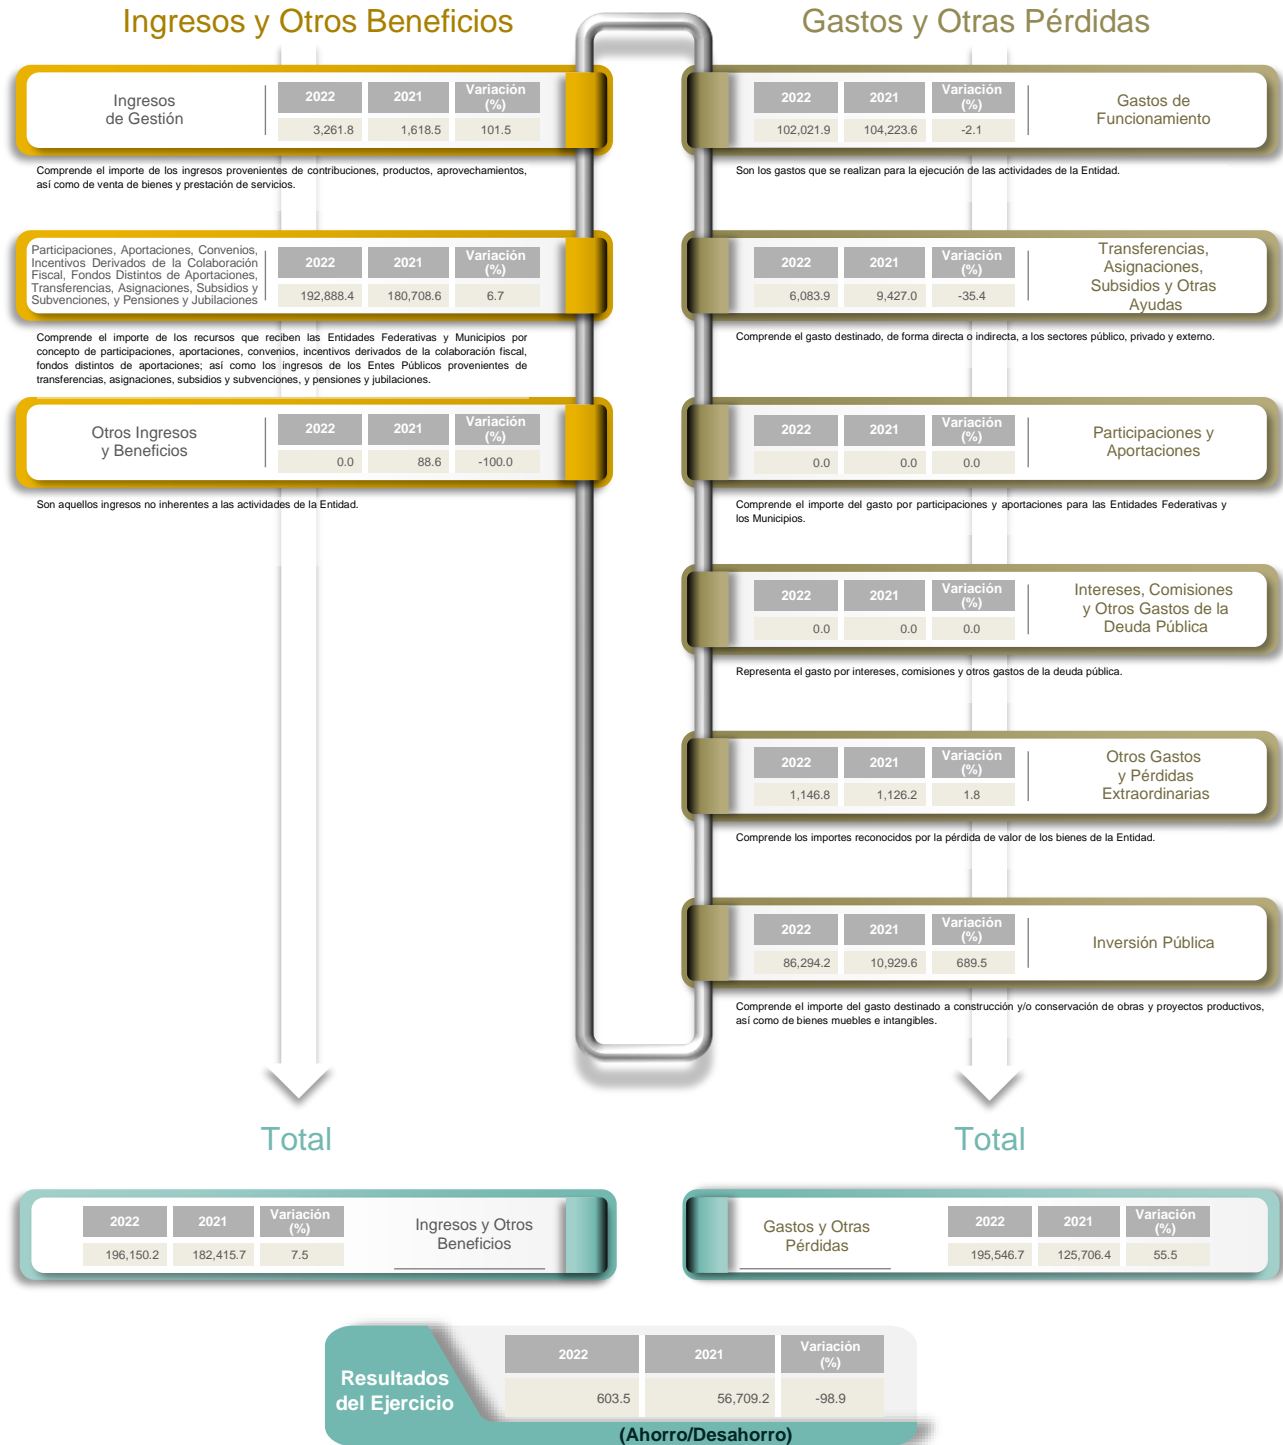 Ingresos y Otros Beneficios
Ingresos
de Gestión
2022 2021 Variación
(%)
3,261.8 1,618.5 101.5
Comprende el importe de los ingresos provenientes de contribuciones, productos, aprovechamientos,
así como de venta de bienes y prestación de servicios.
Participaciones, Aportaciones, Convenios,
Incentivos Derivados de la Colaboración
Fiscal, Fondos Distintos de Aportaciones,
Transferencias, Asignaciones, Subsidios y
Subvenciones, y Pensiones y Jubilaciones
2022 2021 Variación
(%)
192,888.4 180,708.6 6.7
Comprende el importe de los recursos que reciben las Entidades Federativas y Municipios por
concepto de participaciones, aportaciones, convenios, incentivos derivados de la colaboración fiscal,
fondos distintos de aportaciones; así como los ingresos de los Entes Públicos provenientes de
transferencias, asignaciones, subsidios y subvenciones, y pensiones y jubilaciones.
Otros Ingresos
y Beneficios
2022 2021 Variación
(%)
0.0 88.6 -100.0
Son aquellos ingresos no inherentes a las actividades de la Entidad.
Gastos y Otras Pérdidas
2022 2021 Variación
(%)
102,021.9 104,223.6 -2.1
Gastos de
Funcionamiento
Son los gastos que se realizan para la ejecución de las actividades de la Entidad.
2022 2021 Variación
(%)
6,083.9 9,427.0 -35.4
Transferencias,
Asignaciones,
Subsidios y Otras
Ayudas
Comprende el gasto destinado, de forma directa o indirecta, a los sectores público, privado y externo.
2022 2021 Variación
(%)
0.0 0.0 0.0
Participaciones y
Aportaciones
Comprende el importe del gasto por participaciones y aportaciones para las Entidades Federativas y
los Municipios.
2022 2021 Variación
(%)
0.0 0.0 0.0
Intereses, Comisiones
y Otros Gastos de la
Deuda Pública
Representa el gasto por intereses, comisiones y otros gastos de la deuda pública.
2022 2021 Variación
(%)
1,146.8 1,126.2 1.8
Otros Gastos
y Pérdidas
Extraordinarias
Comprende los importes reconocidos por la pérdida de valor de los bienes de la Entidad.
2022 2021 Variación
(%)
86,294.2 10,929.6 689.5
Inversión Pública
Comprende el importe del gasto destinado a construcción y/o conservación de obras y proyectos productivos,
así como de bienes muebles e intangibles.
Total
2022 2021 Variación
(%)
196,150.2 182,415.7 7.5
Ingresos y Otros
Beneficios
Total
Gastos y Otras
Pérdidas
2022 2021 Variación
(%)
195,546.7 125,706.4 55.5
Resultados
del Ejercicio
2022 2021 Variación
(%)
603.5 56,709.2 -98.9
(Ahorro/Desahorro)